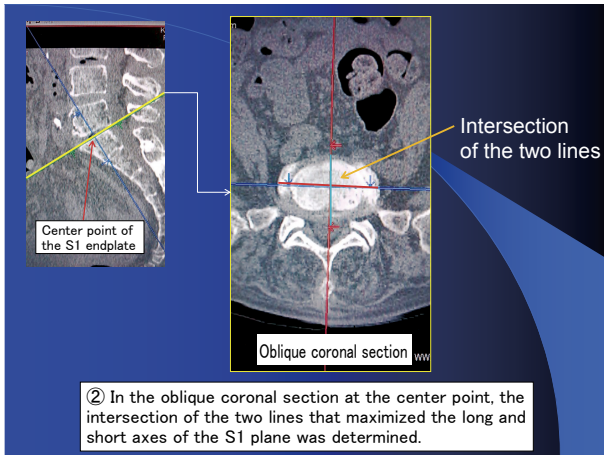 Intersection
of the two lines
Center point of
the S1 endplate
Oblique coronal section
ww
② In the oblique coronal section at the center point, the
intersection of the two lines that maximized the long and
short axes of the S1 plane was determined.